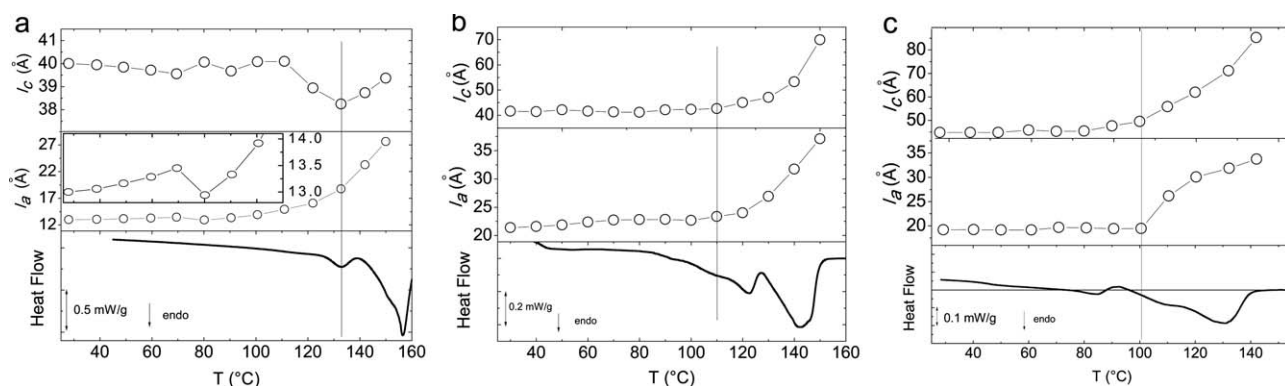 a
l_c (Å)
41
40
39
38
l_a (Å)
27
22
17
12
14.0
13.5
13.0
Heat Flow
0.5 mW/g
endo
40 60 80 100 120 140 160
T (°C)
b
l_c (Å)
70
60
50
40
l_a (Å)
35
30
25
20
Heat Flow
0.2 mW/g
endo
40 60 80 100 120 140 160
T (°C)
c
l_c (Å)
80
70
60
50
l_a (Å)
35
30
25
20
Heat Flow
0.1 mW/g
endo
40 60 80 100 120 140
T (°C)